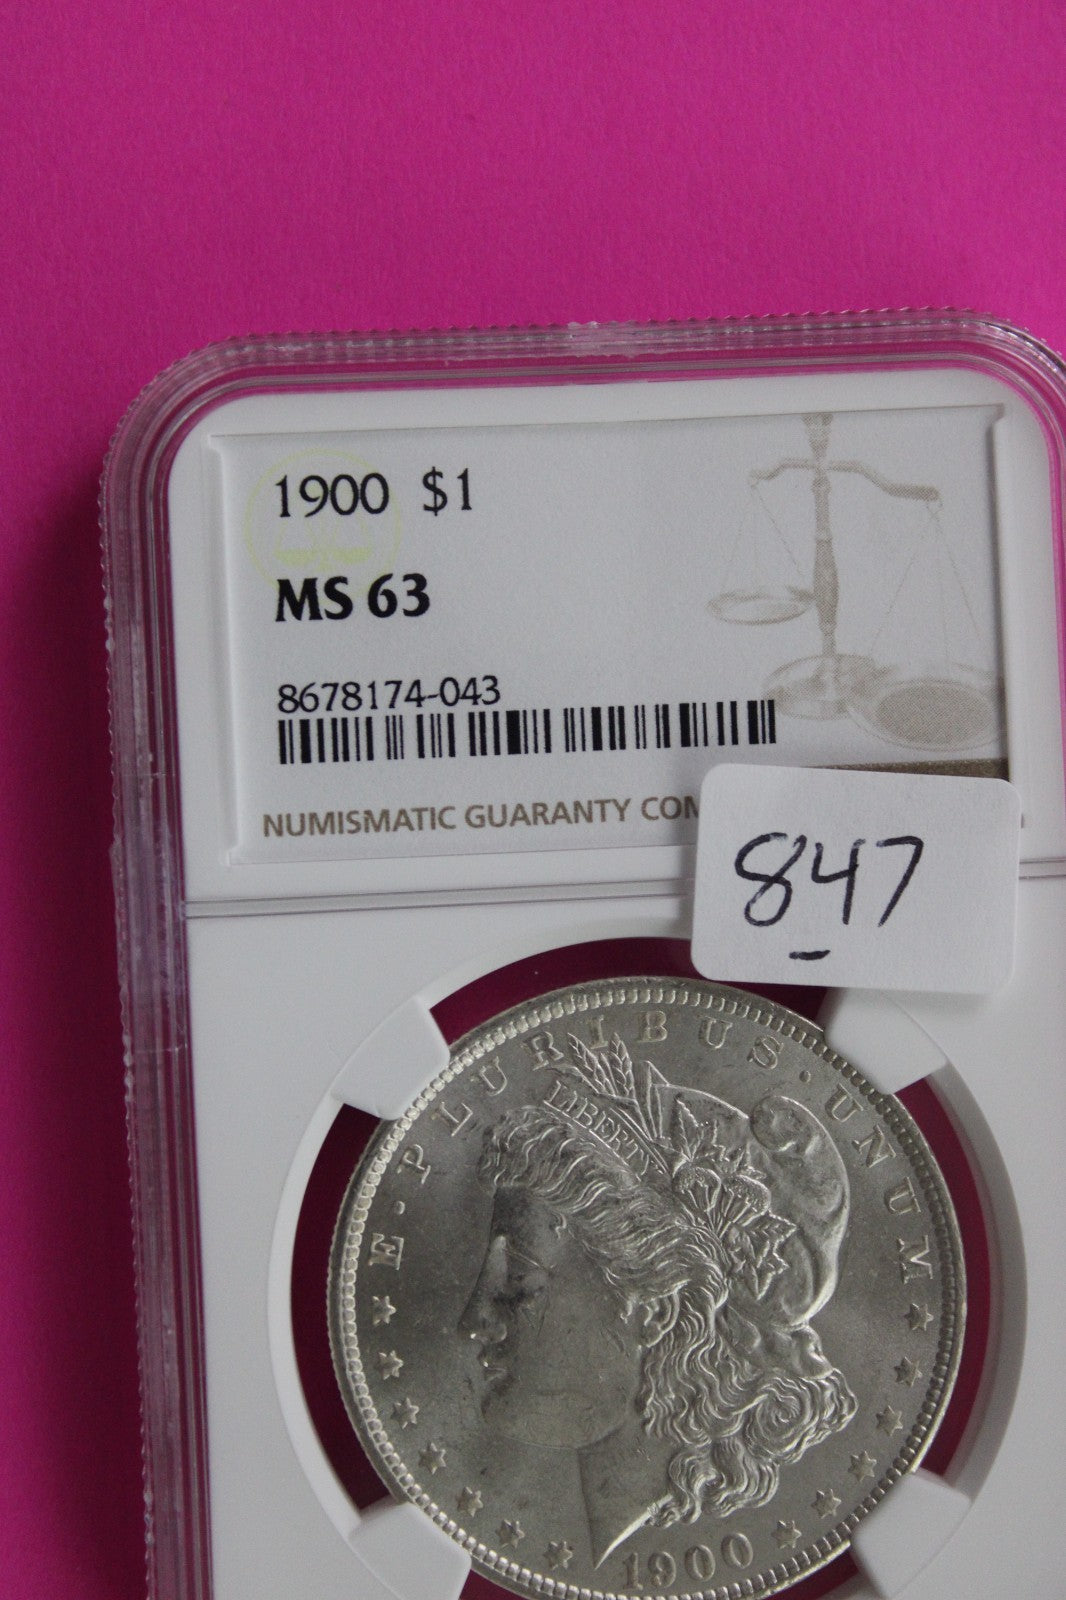 1900 $1
MS 63
8678174-043
NUMISMATIC GUARANTY COM
847
E·PLURIBUS·UNUM
LIBERTY
1900